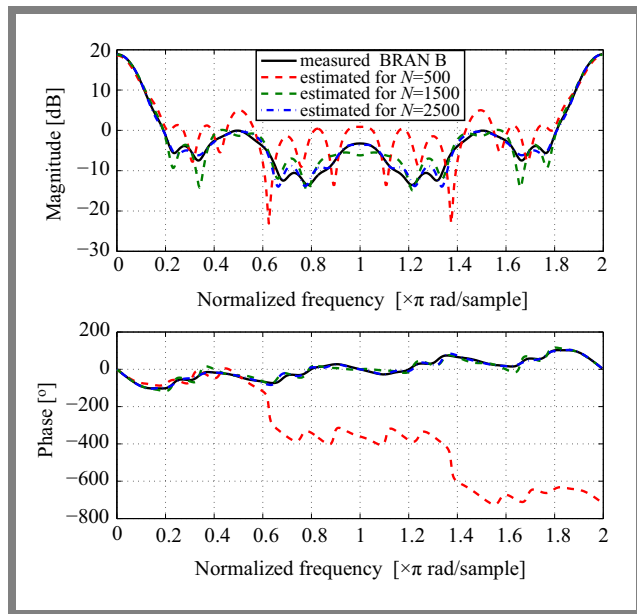 20
10
0
−10
−20
−30
Magnitude [dB]
measured BRAN B
estimated for N=500
estimated for N=1500
estimated for N=2500
0 0.2 0.4 0.6 0.8 1 1.2 1.4 1.6 1.8 2
Normalized frequency [×π rad/sample]
200
0
−200
−400
−600
−800
Phase [°]
0 0.2 0.4 0.6 0.8 1 1.2 1.4 1.6 1.8 2
Normalized frequency [×π rad/sample]